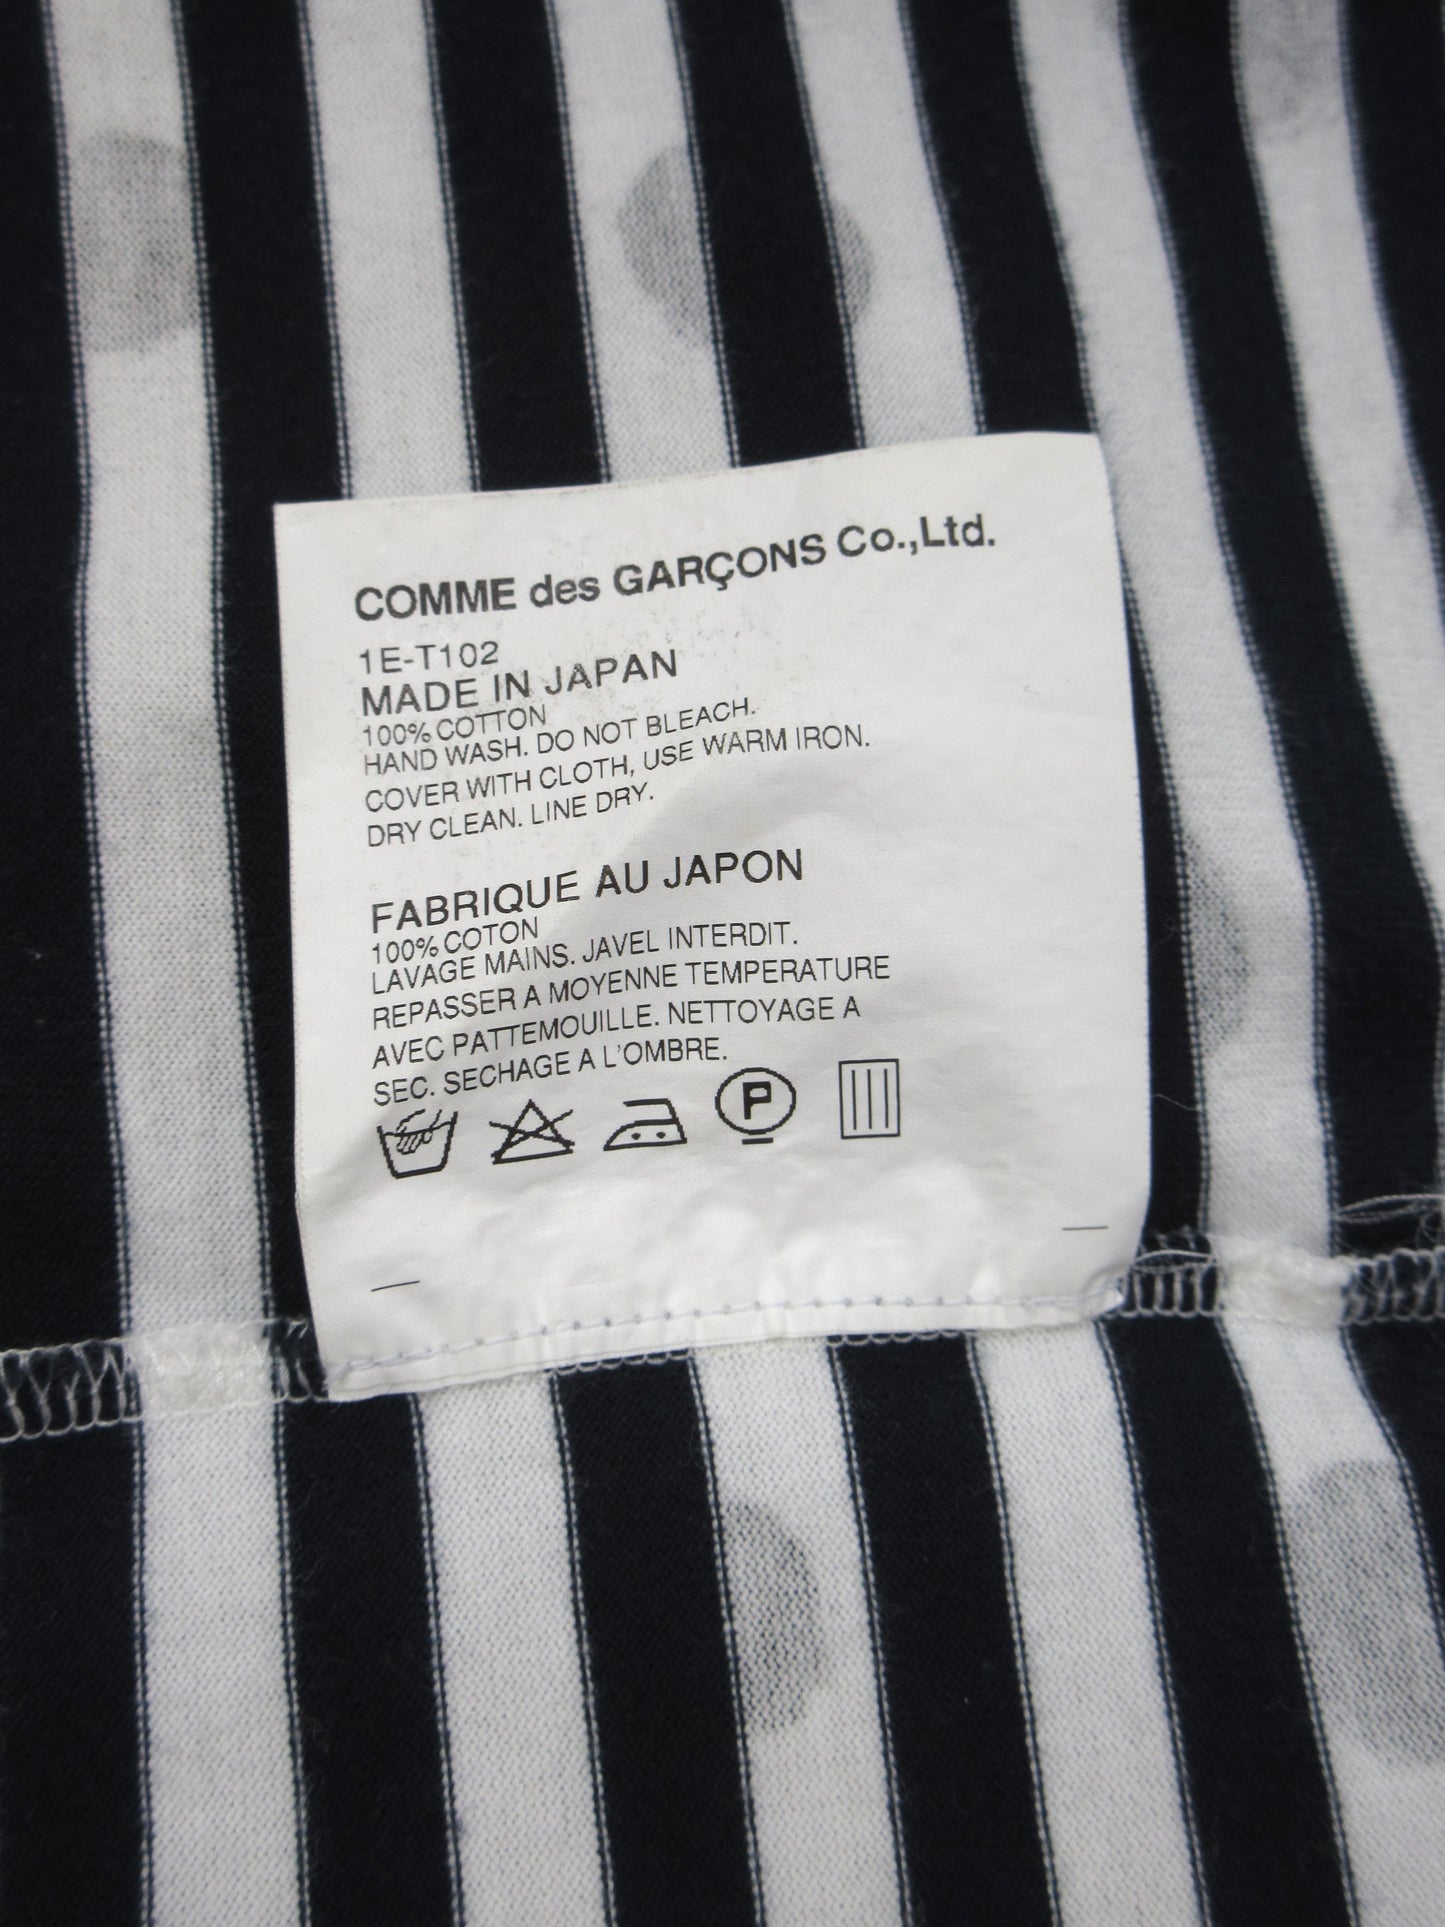 COMME des GARÇONS Co.,Ltd.
1E-T102
MADE IN JAPAN
100% COTTON
HAND WASH. DO NOT BLEACH.
COVER WITH CLOTH, USE WARM IRON.
DRY CLEAN. LINE DRY.
FABRIQUE AU JAPON
100% COTON
LAVAGE MAINS. JAVEL INTERDIT.
REPASSER A MOYENNE TEMPERATURE
AVEC PATTEMOUILLE. NETTOYAGE A
SEC. SECHAGE A L'OMBRE.
P